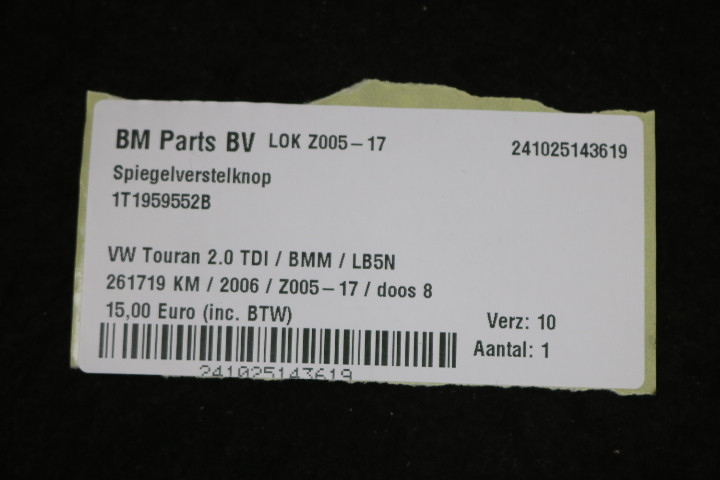 BM Parts BV LOK Z005-17 241025143619
Spiegelverstelknop
1T1959552B
VW Touran 2.0 TDI / BMM / LB5N
261719 KM / 2006 / Z005-17 / doos 8
15,00 Euro (inc. BTW)
Verz: 10
Aantal: 1
241025143619